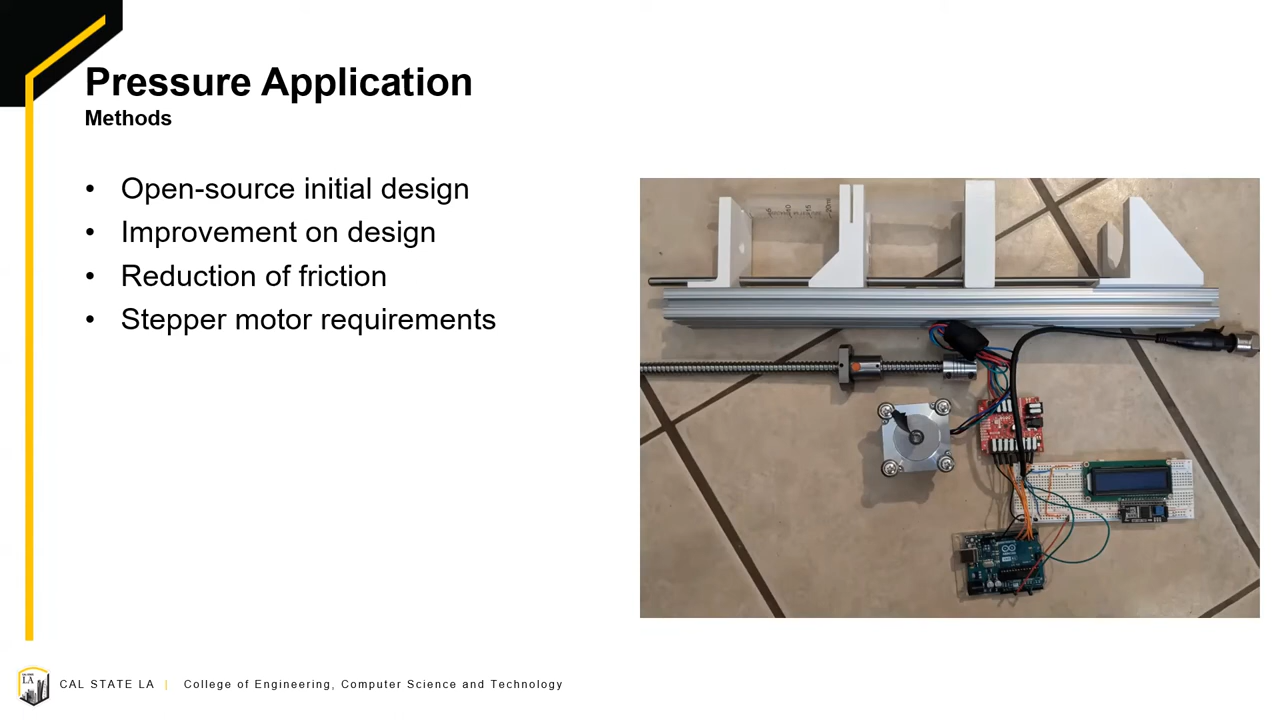 Pressure Application
Methods
• Open-source initial design
• Improvement on design
• Reduction of friction
• Stepper motor requirements
LA
CAL STATE LA | College of Engineering, Computer Science and Technology